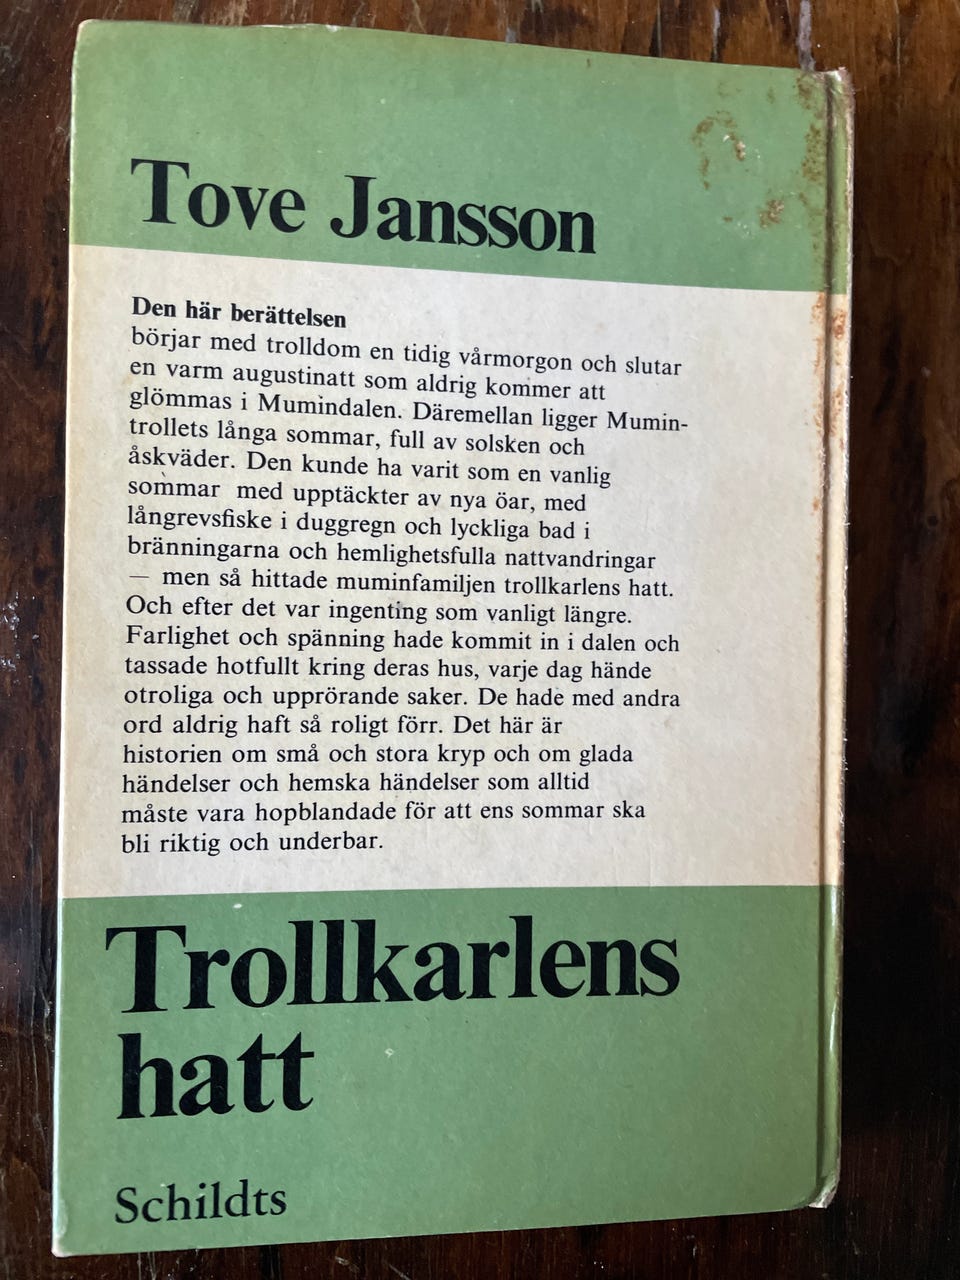 Tove Jansson
Den här berättelsen
börjar med trolldom en tidig vårmorgon och slutar
en varm augustinatt som aldrig kommer att
glömmas i Mumindalen. Däremellan ligger Mumin-
trollets långa sommar, full av solsken och
åskväder. Den kunde ha varit som en vanlig
sommar med upptäckter av nya öar, med
långrevsfiske i duggregn och lyckliga bad i
bränningarna och hemlighetsfulla nattvandringar
— men så hittade muminfamiljen trollkarlens hatt.
Och efter det var ingenting som vanligt längre.
Farlighet och spänning hade kommit in i dalen och
tassade hotfullt kring deras hus, varje dag hände
otroliga och upprörande saker. De hade med andra
ord aldrig haft så roligt förr. Det här är
historien om små och stora kryp och om glada
händelser och hemska händelser som alltid
måste vara hopblandade för att ens sommar ska
bli riktig och underbar.
Trollkarlens
hatt
Schildts